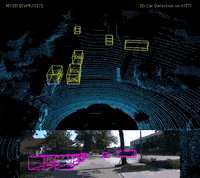 MV3D [CVPR2017]
3D Car Detection on KITTI